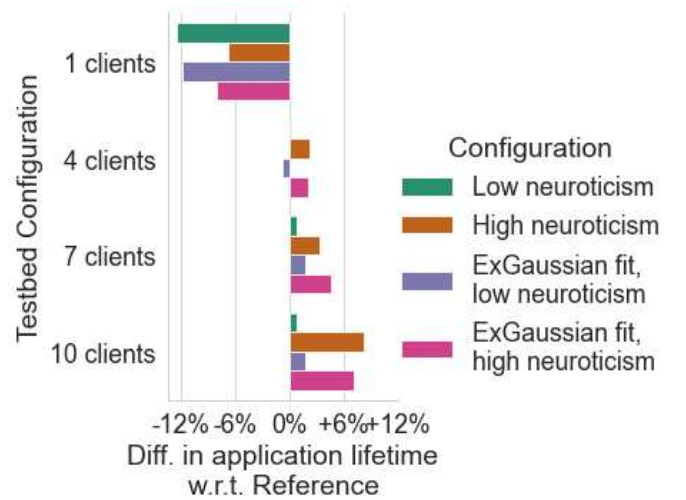 Testbed Configuration
1 clients
4 clients
7 clients
10 clients
-12% -6% 0% +6%+12%
Diff. in application lifetime
w.r.t. Reference
Configuration
Low neuroticism
High neuroticism
ExGaussian fit,
low neuroticism
ExGaussian fit,
high neuroticism